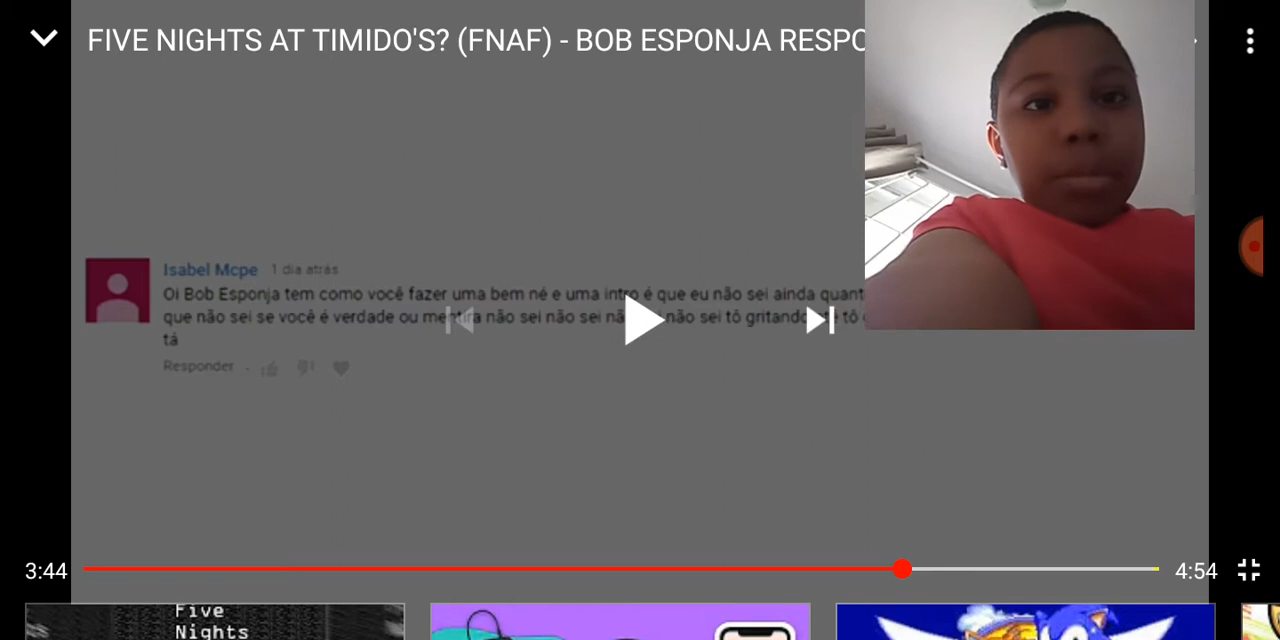 FIVE NIGHTS AT TIMIDO'S? (FNAF) - BOB ESPONJA RESPO
Isabel Mcpe 1 dia atrás
Oi Bob Esponja tem como você fazer uma bem né e uma intro é que eu não sei ainda quant
que não sei se você é verdade ou mentira não sei não sei não sei tô gritando
tá
Responder
3:44
4:54
Five
Nights